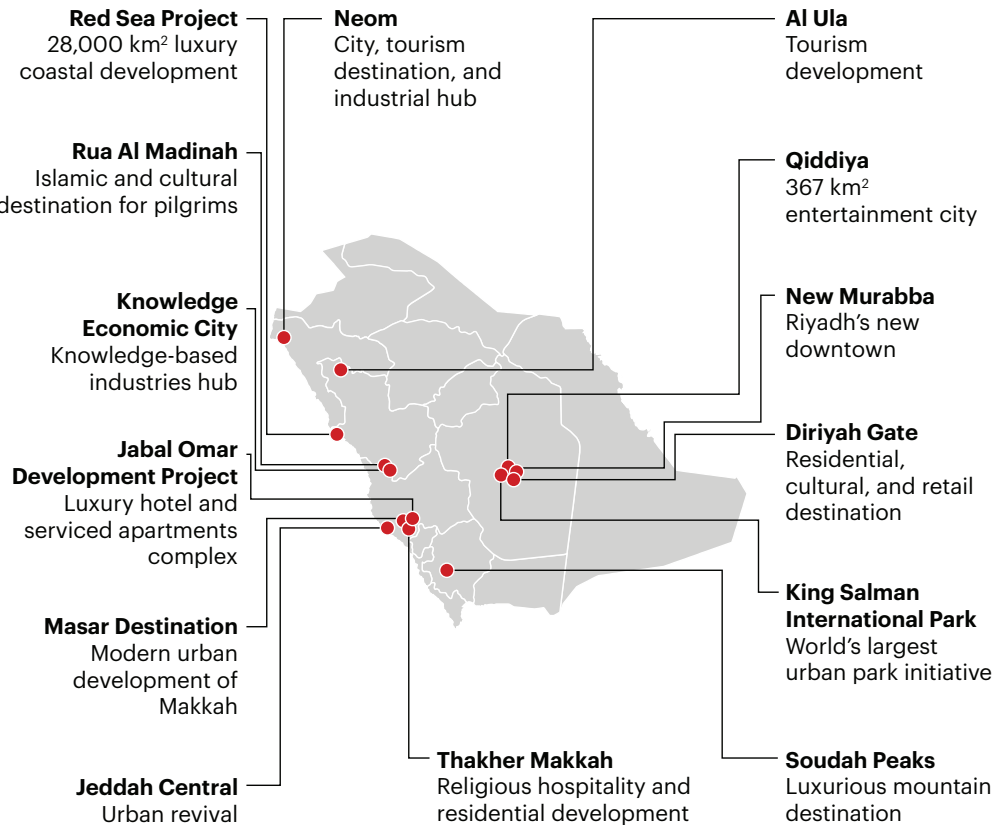 Red Sea Project
28,000 km² luxury
coastal development
Neom
City, tourism
destination, and
industrial hub
Al Ula
Tourism
development
Rua Al Madinah
Islamic and cultural
destination for pilgrims
Qiddiya
367 km²
entertainment city
Knowledge
Economic City
Knowledge-based
industries hub
New Murabba
Riyadh’s new
downtown
Jabal Omar
Development Project
Luxury hotel and
serviced apartments
complex
Diriyah Gate
Residential,
cultural, and retail
destination
Masar Destination
Modern urban
development of
Makkah
King Salman
International Park
World’s largest
urban park initiative
Jeddah Central
Urban revival
Thakher Makkah
Religious hospitality and
residential development
Soudah Peaks
Luxurious mountain
destination